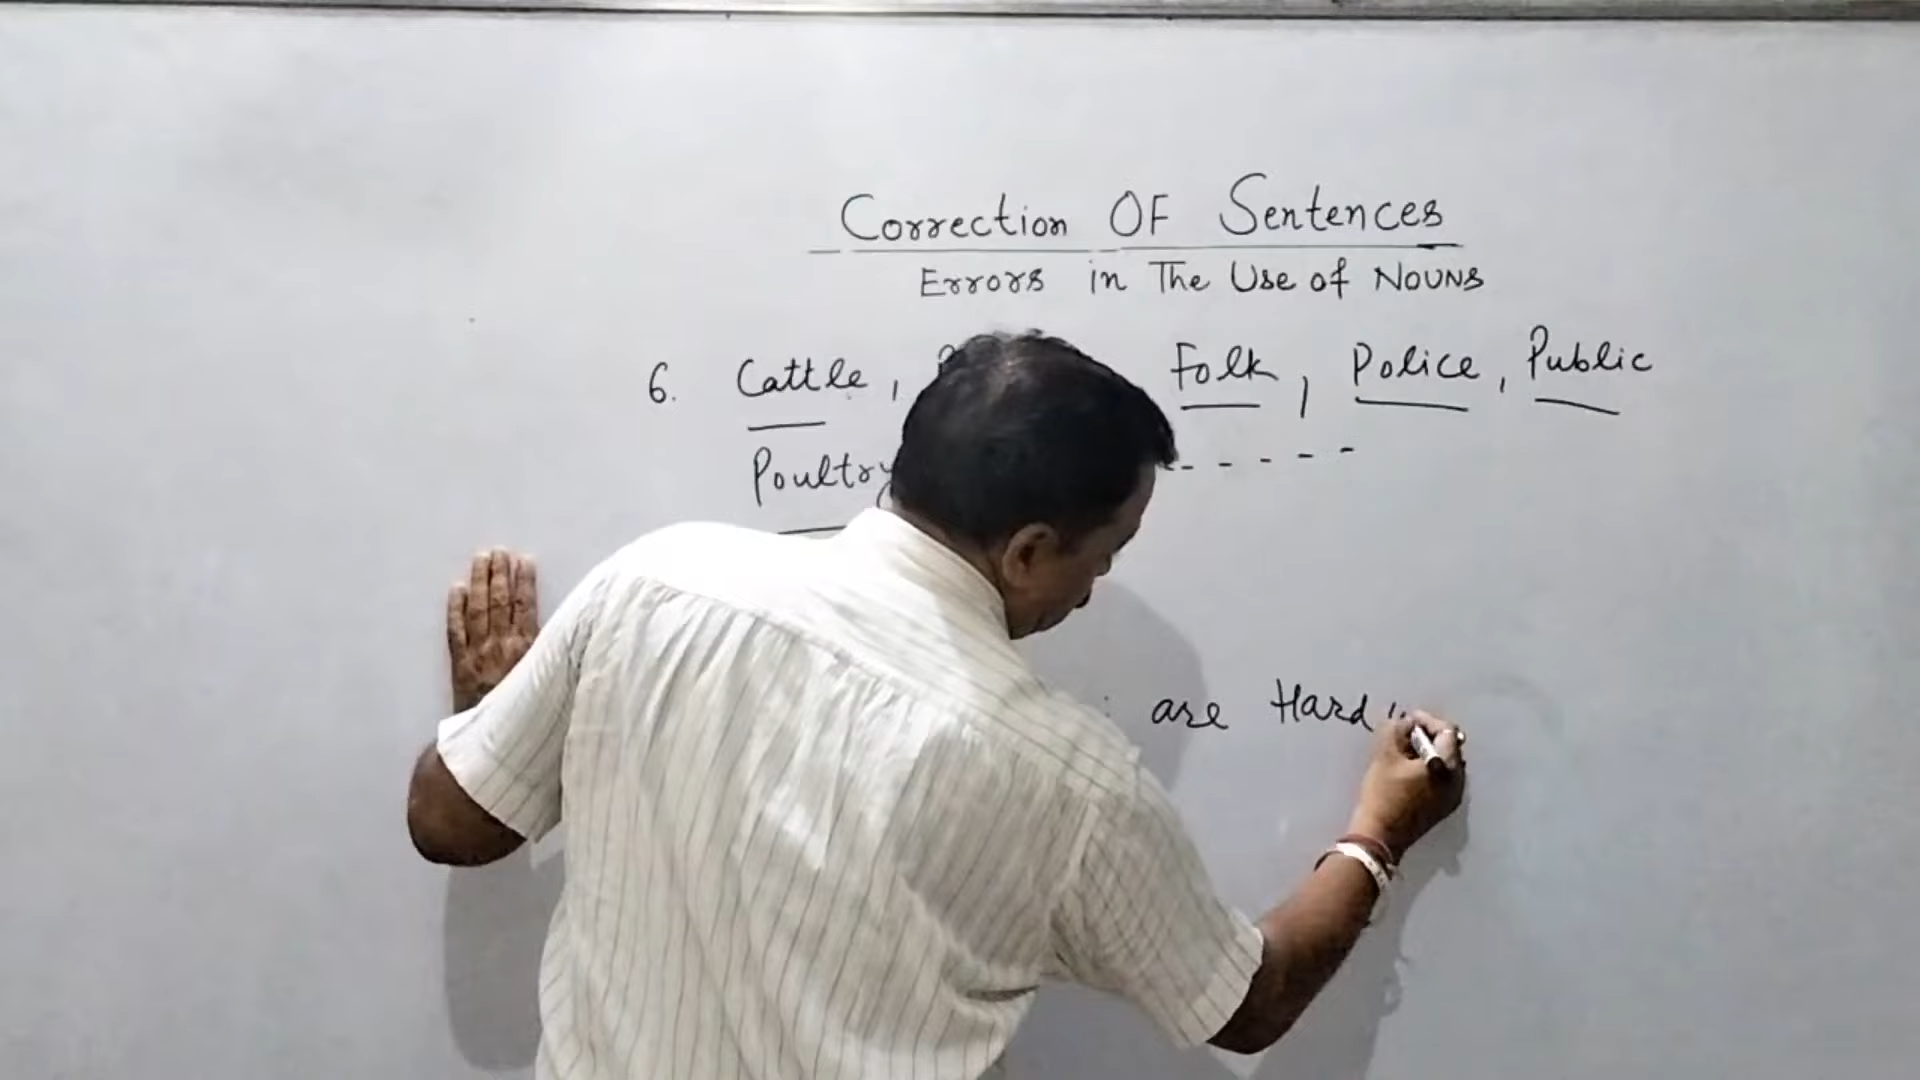 Correction OF Sentences
Errors in The Use of NOUNS
6. Cattle, Folk, Police, Public
Poultry - - - - -
are Hard